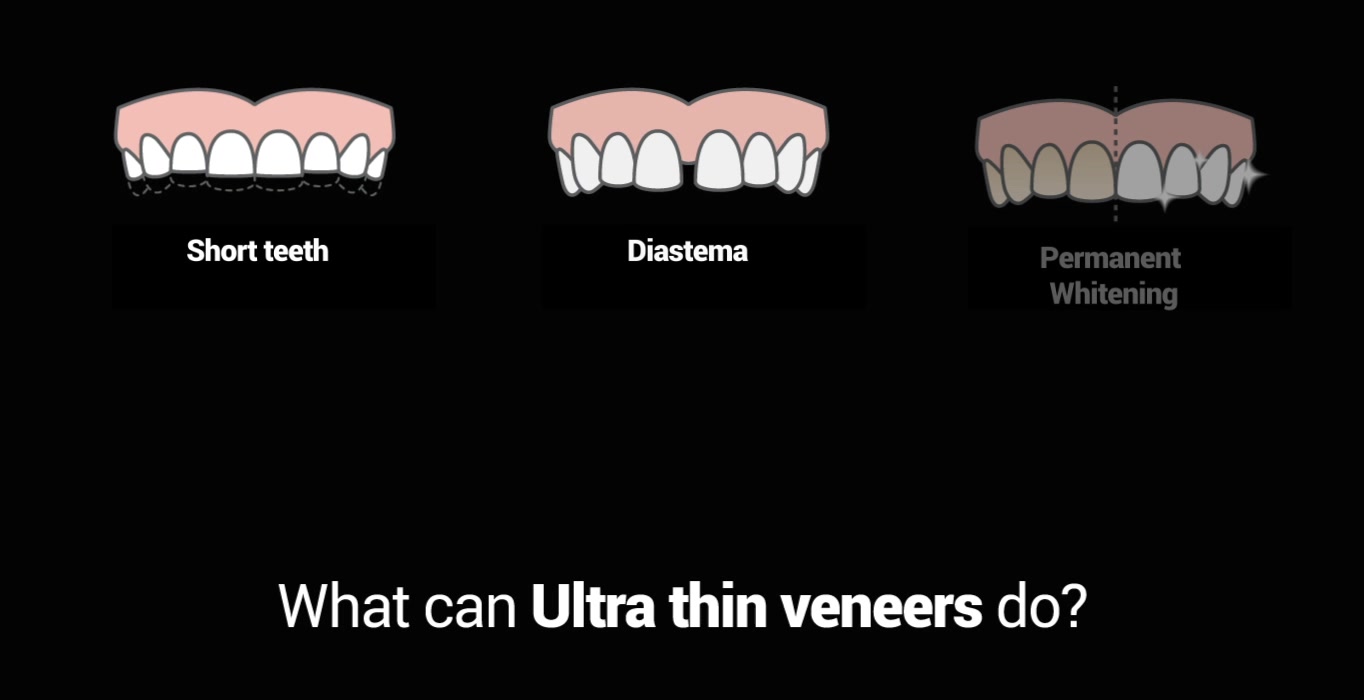 Short teeth
Diastema
Permanent
Whitening
What can Ultra thin veneers do?